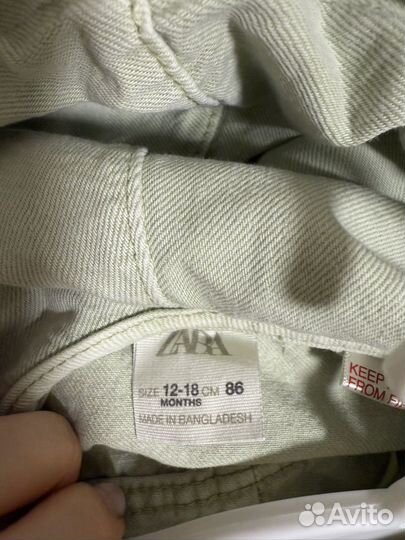 ZARA
SIZE 12-18 CM 86
MONTHS
MADE IN BANGLADESH
KEEP
FROM
Avito